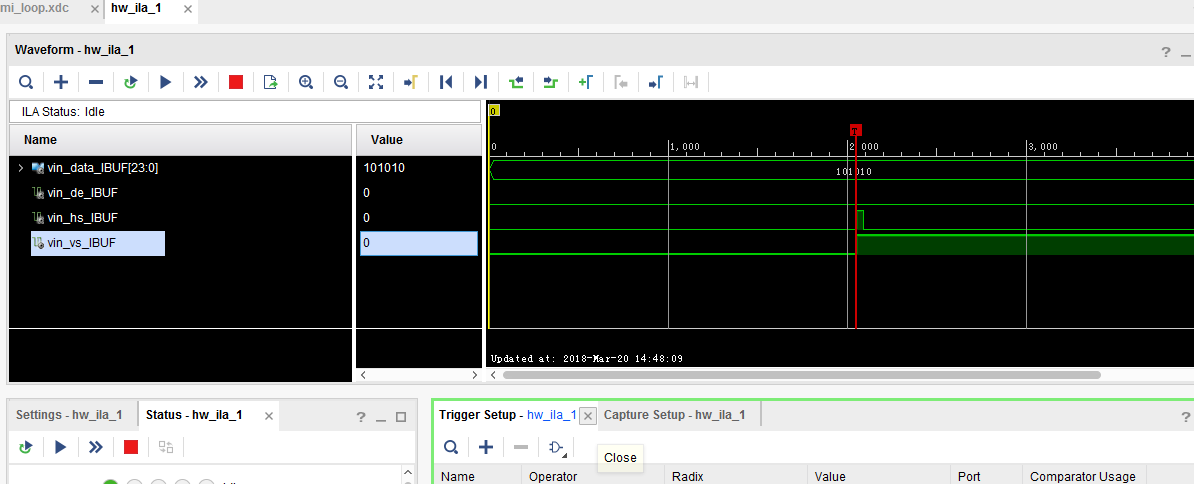 mi_loop.xdc × hw_ila_1 ×
Waveform - hw_ila_1 ? _
ILA Status: Idle
Name Value
0
T
0 1,000 2,000 3,000
vin_data_IBUF[23:0] 101010 101010
vin_de_IBUF 0
vin_hs_IBUF 0
vin_vs_IBUF 0
Updated at: 2018-Mar-20 14:48:09
Settings - hw_ila_1 Status - hw_ila_1 × ? _
Trigger Setup - hw_ila_1 × Capture Setup - hw_ila_1 ?
Close
Name Operator Radix Value Port Comparator Usage